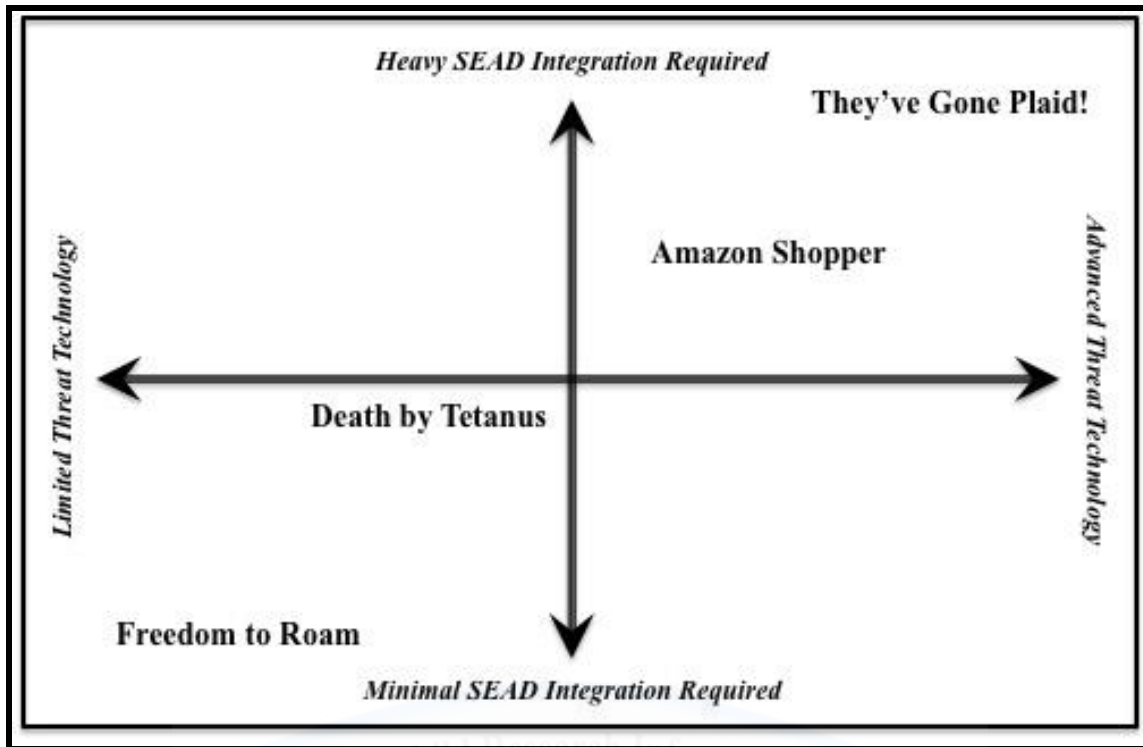 Heavy SEAD Integration Required
They've Gone Plaid!
Amazon Shopper
Limited Threat Technology
Advanced Threat Technology
Death by Tetanus
Freedom to Roam
Minimal SEAD Integration Required